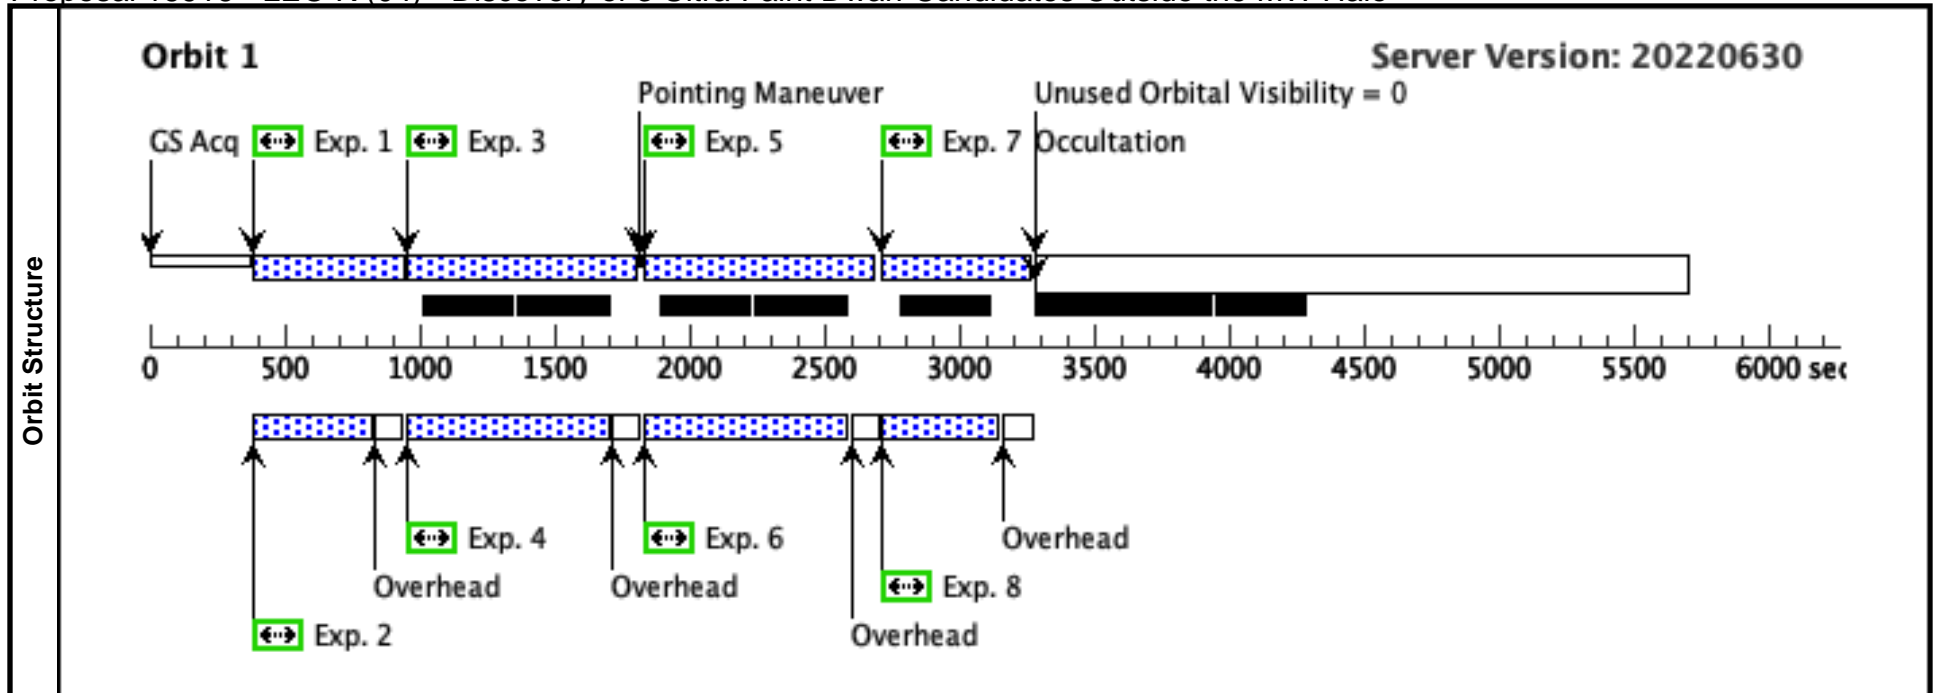 Orbit 1
Server Version: 20220630
Pointing Maneuver
Unused Orbital Visibility = 0
GS Acq
Exp. 1
Exp. 3
Exp. 5
Exp. 7
Occultation
0 500 1000 1500 2000 2500 3000 3500 4000 4500 5000 5500 6000 sec
Orbit Structure
Exp. 4
Exp. 6
Overhead
Overhead
Overhead
Exp. 8
Exp. 2
Overhead